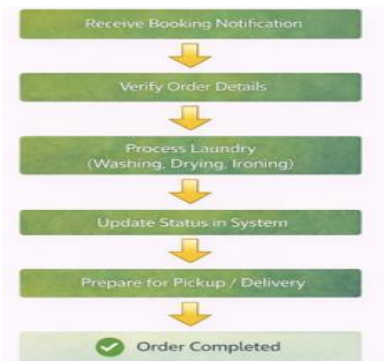 Receive Booking Notification
Verify Order Details
Process Laundry
(Washing, Drying, Ironing)
Update Status in System
Prepare for Pickup / Delivery
Order Completed